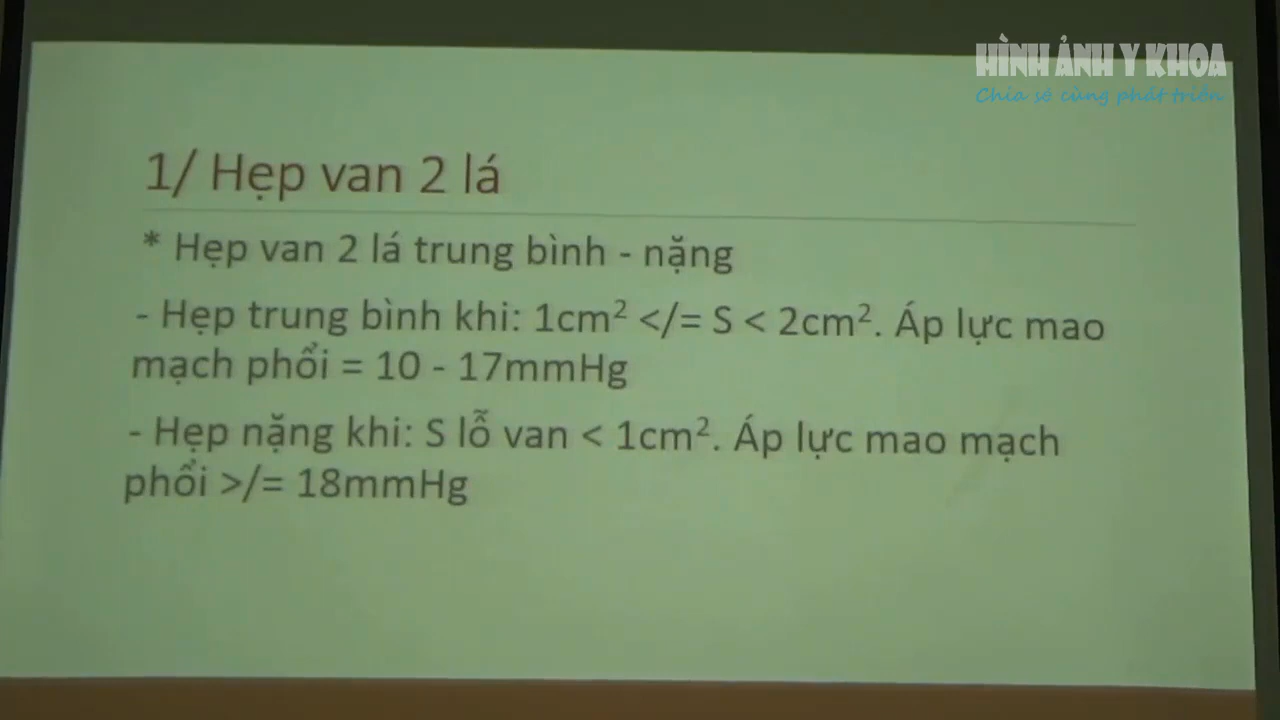 HÌNH ẢNH Y KHOA
Chia sẻ cùng phát triển
1/ Hẹp van 2 lá
* Hẹp van 2 lá trung bình - nặng
- Hẹp trung bình khi: 1cm² </= S < 2cm². Áp lực mao
mạch phổi = 10 - 17mmHg
- Hẹp nặng khi: S lỗ van < 1cm². Áp lực mao mạch
phổi >/= 18mmHg